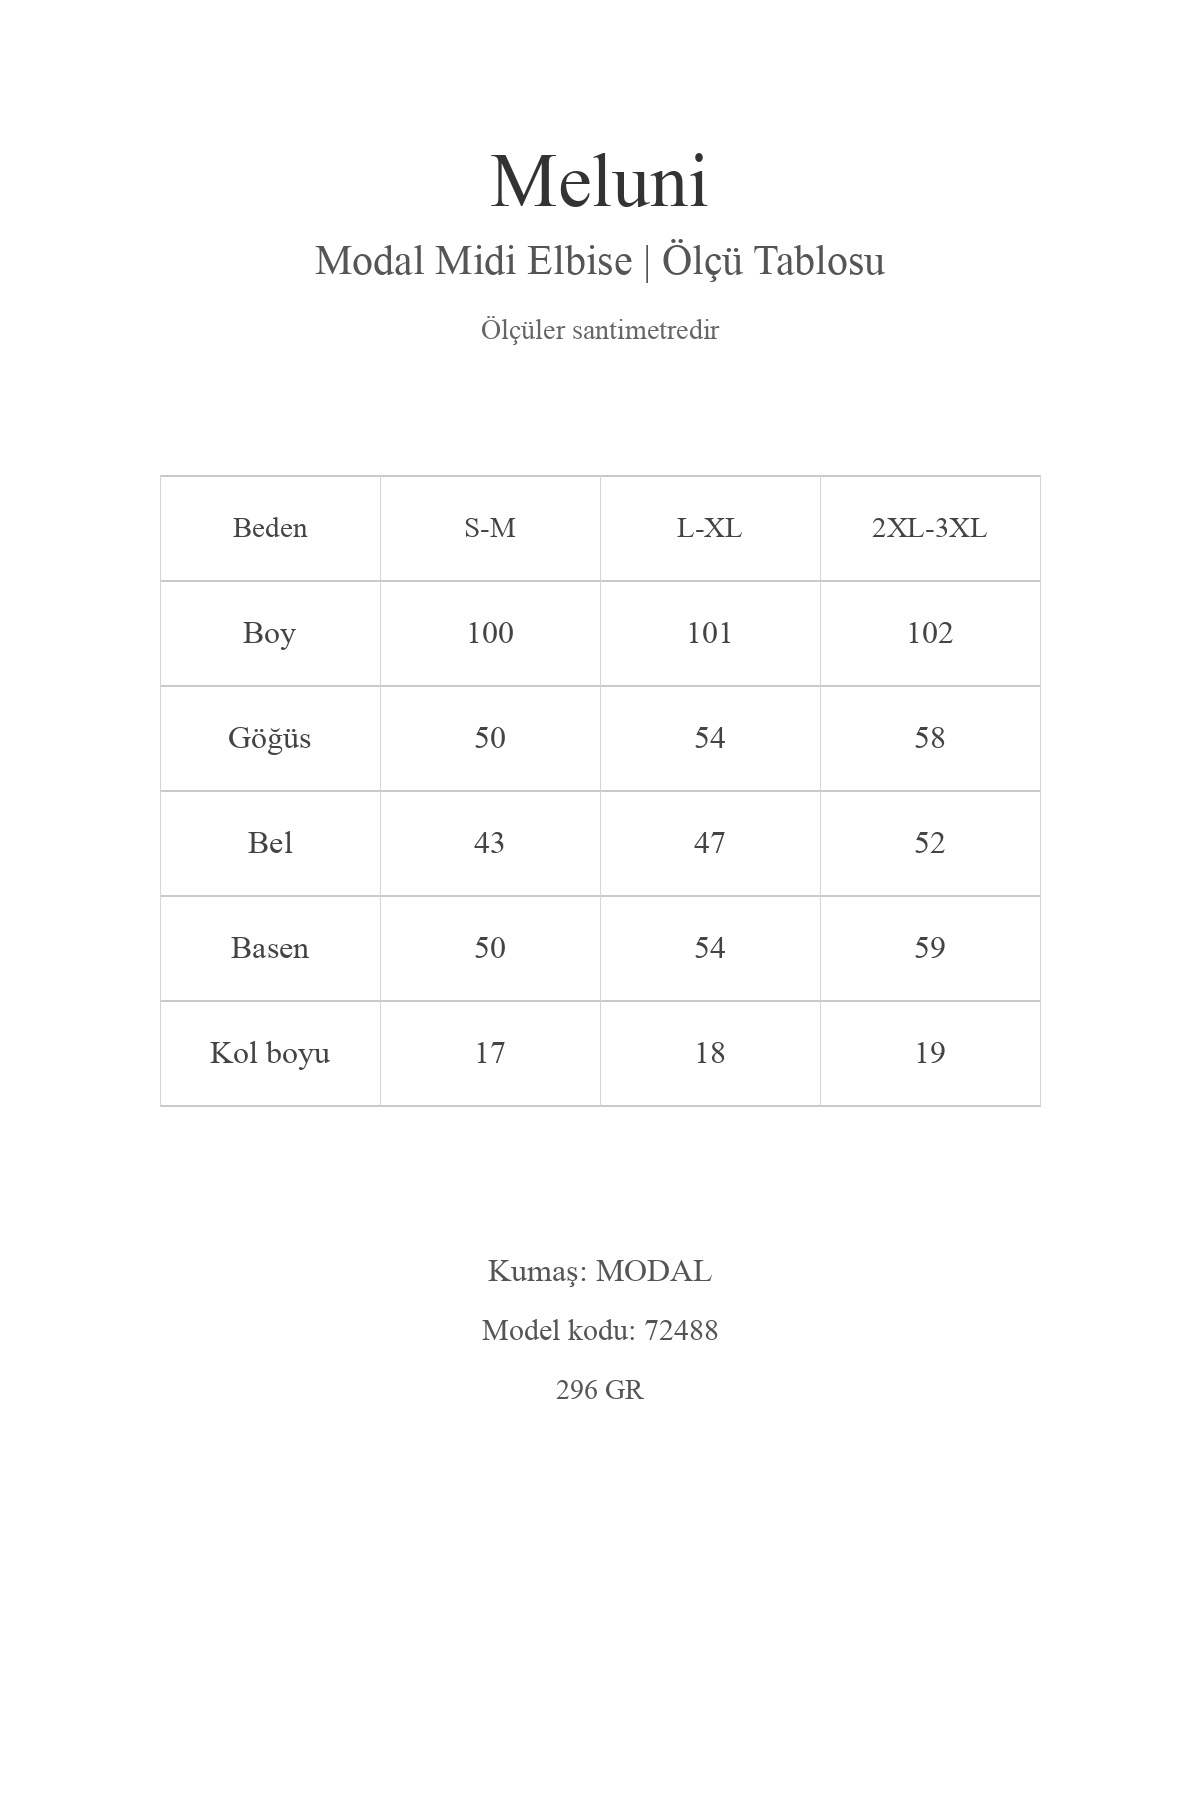 Meluni
Modal Midi Elbise | Ölçü Tablosu
Ölçüler santimetredir
Beden S-M L-XL 2XL-3XL
Boy 100 101 102
Göğüs 50 54 58
Bel 43 47 52
Basen 50 54 59
Kol boyu 17 18 19
Kumaş: MODAL
Model kodu: 72488
296 GR